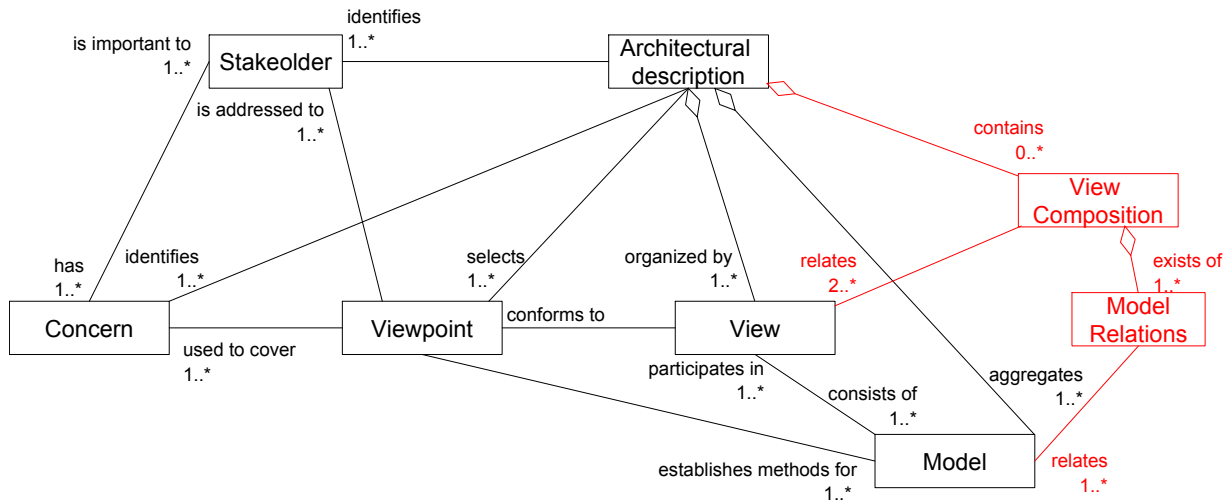 identifies
1..*
is important to
1..*
Stakeolder
Architectural
description
is addressed to
1..*
contains
0..*
View
Composition
has
1..*
identifies
1..*
selects
1..*
organized by
1..*
relates
2..*
exists of
1..*
Concern
Viewpoint
conforms to
View
Model
Relations
used to cover
1..*
participates in
1..*
consists of
1..*
aggregates
1..*
Model
establishes methods for
1..*
relates
1..*